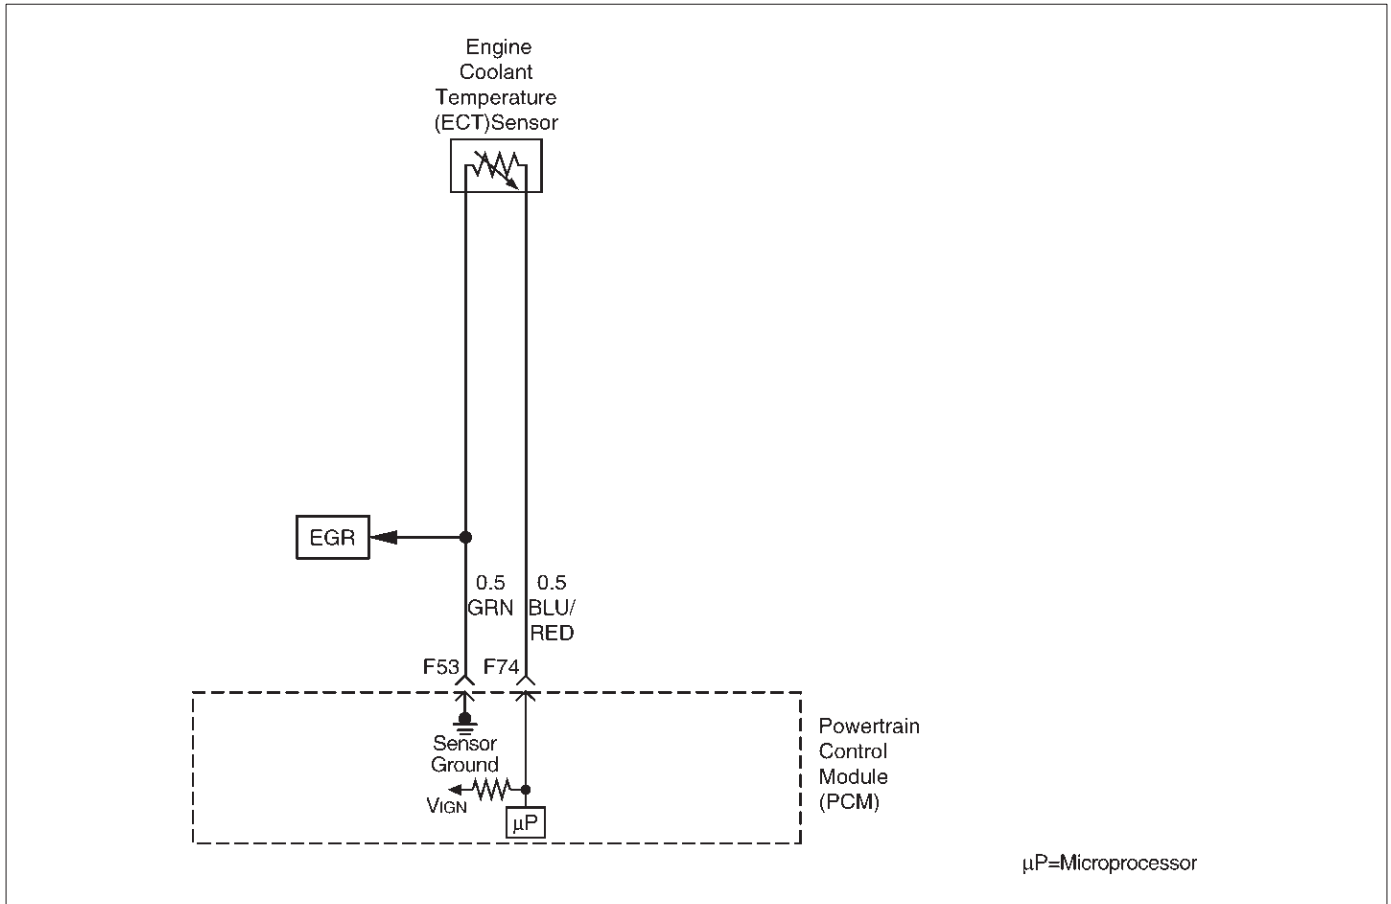 Engine
Coolant
Temperature
(ECT)Sensor
EGR
0.5
GRN
0.5
BLU/
RED
F53
F74
Sensor
Ground
VIGN
µP
Powertrain
Control
Module
(PCM)
µP=Microprocessor